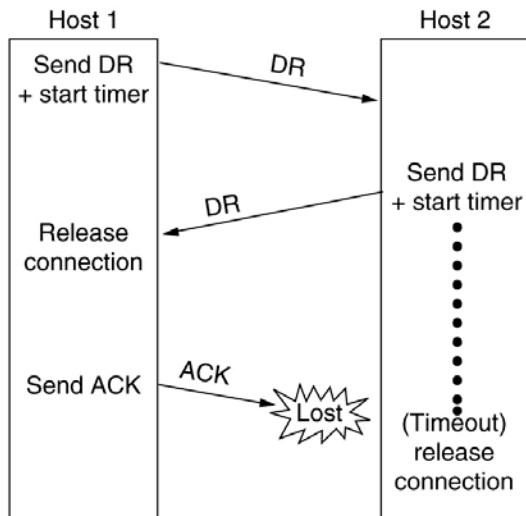 Host 1
Host 2
Send DR
+ start timer
DR
Send DR
+ start timer
DR
Release
connection
Send ACK
ACK
Lost
(Timeout)
release
connection